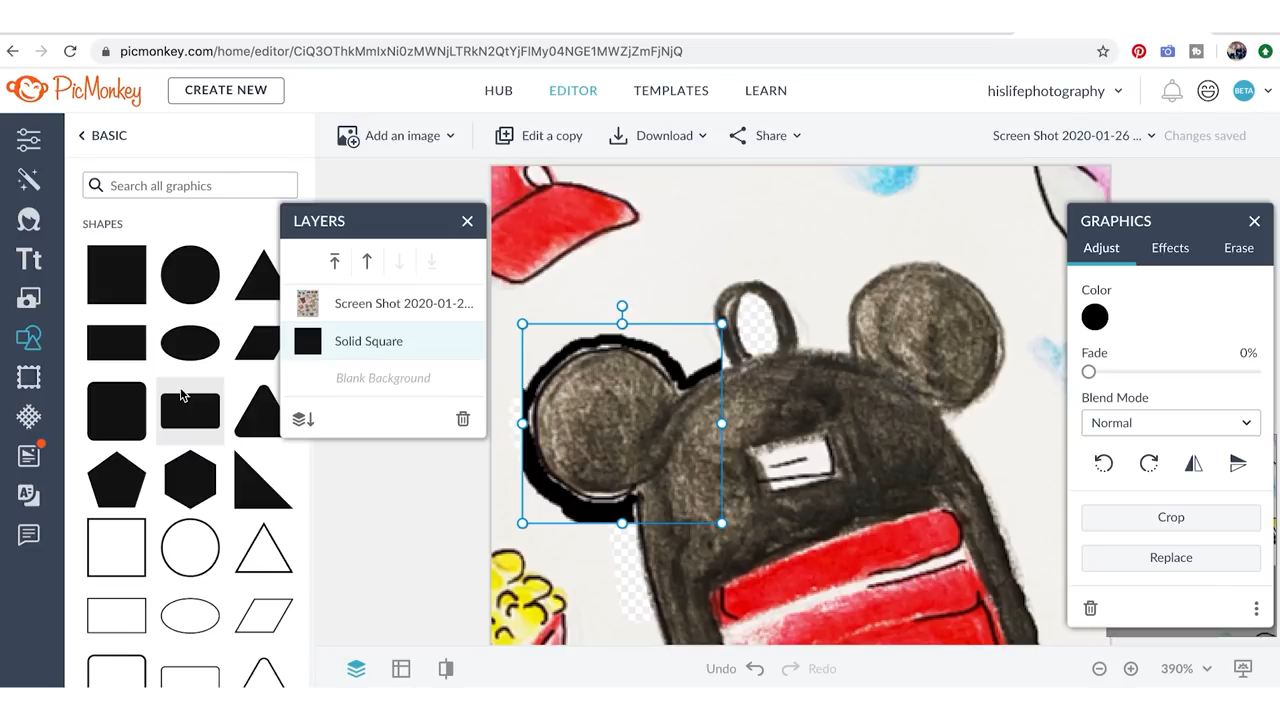 picmonkey.com/home/editor/CiQ3OThkMmIxNi0zMWNjLTRkN2QtYjFlMy04NGE1MWZjZmFjNjQ
PicMonkey
CREATE NEW
HUB
EDITOR
TEMPLATES
LEARN
hislifephotography
BETA
BASIC
Add an image
Edit a copy
Download
Share
Screen Shot 2020-01-26 ...
Changes saved
Search all graphics
SHAPES
LAYERS
Screen Shot 2020-01-2...
Solid Square
Blank Background
GRAPHICS
Adjust
Effects
Erase
Color
Fade
0%
Blend Mode
Normal
Crop
Replace
Tt
Undo
Redo
390%